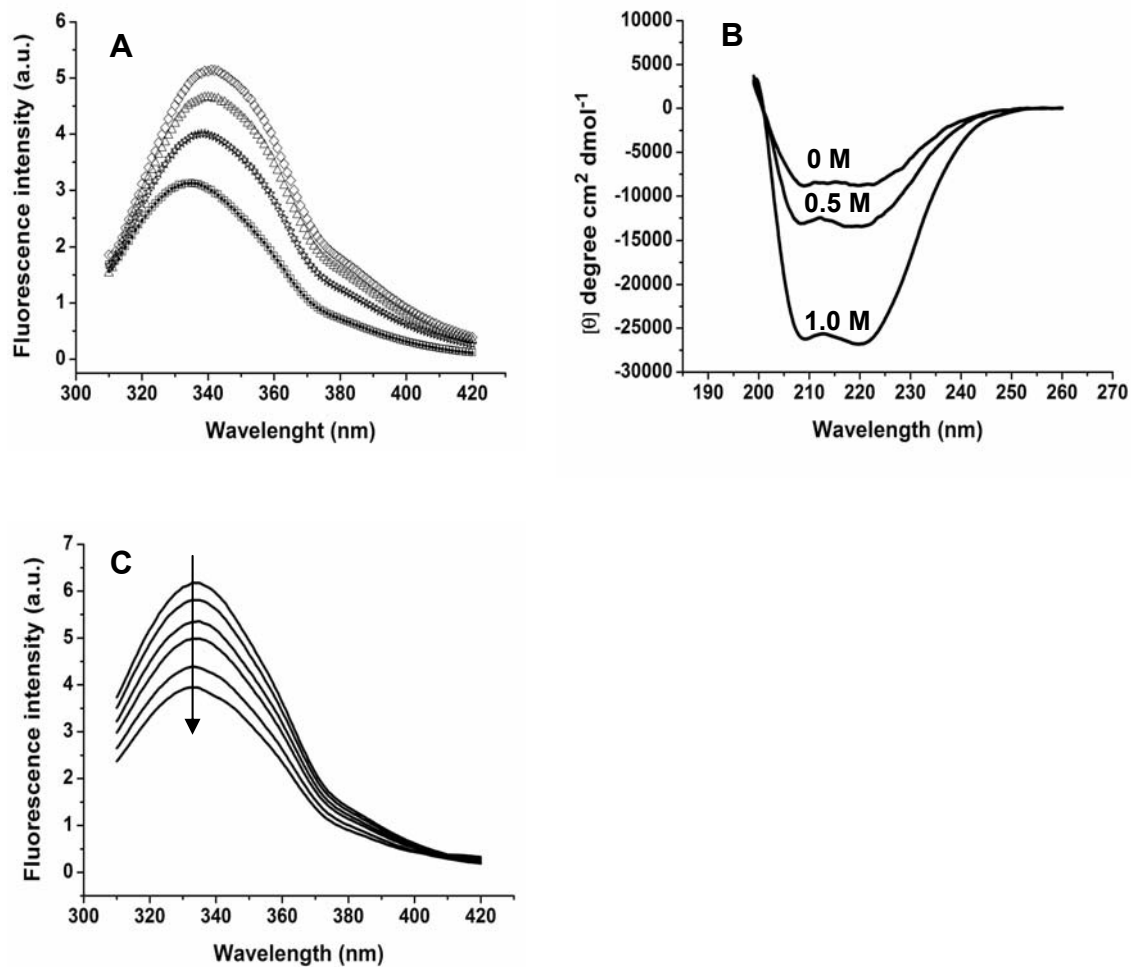 A
Fluorescence intensity (a.u.)
6
5
4
3
2
1
0
300 320 340 360 380 400 420
Wavelenght (nm)
B
[θ] degree cm² dmol⁻¹
10000
5000
0
-5000
-10000
-15000
-20000
-25000
-30000
0 M
0.5 M
1.0 M
190 200 210 220 230 240 250 260 270
Wavelength (nm)
C
Fluorescence intensity (a.u.)
7
6
5
4
3
2
1
0
300 320 340 360 380 400 420
Wavelength (nm)